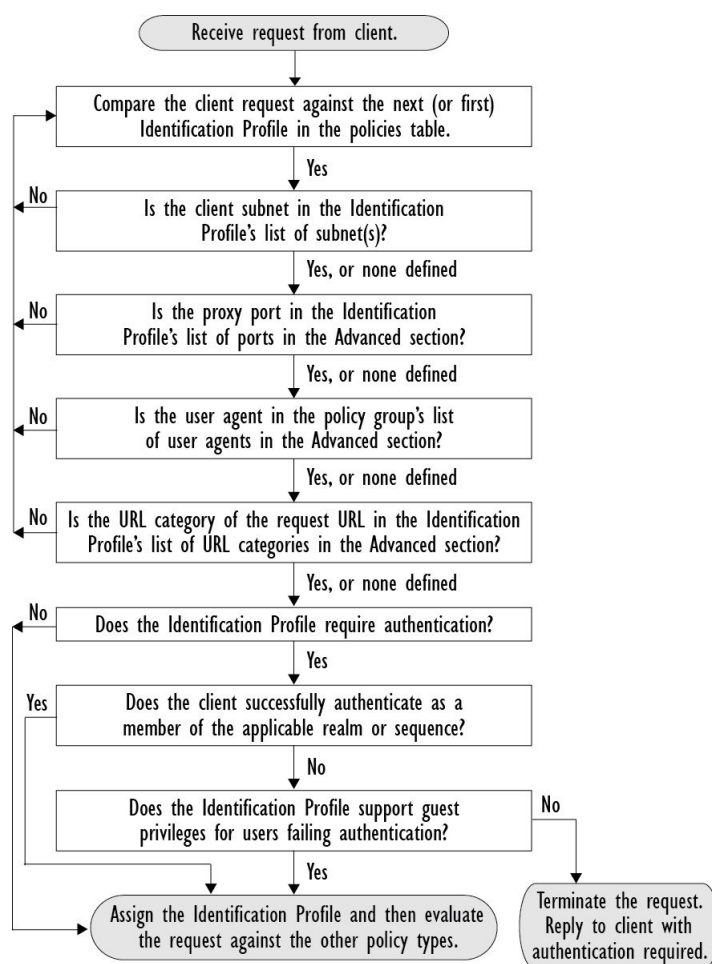 Receive request from client.
Compare the client request against the next (or first)
Identification Profile in the policies table.
Yes
No
Is the client subnet in the Identification
Profile's list of subnet(s)?
Yes, or none defined
No
Is the proxy port in the Identification
Profile's list of ports in the Advanced section?
Yes, or none defined
No
Is the user agent in the policy group's list
of user agents in the Advanced section?
Yes, or none defined
No
Is the URL category of the request URL in the Identification
Profile's list of URL categories in the Advanced section?
Yes, or none defined
No
Does the Identification Profile require authentication?
Yes
Yes
Does the client successfully authenticate as a
member of the applicable realm or sequence?
No
Does the Identification Profile support guest
privileges for users failing authentication?
No
Yes
Assign the Identification Profile and then evaluate
the request against the other policy types.
Terminate the request.
Reply to client with
authentication required.